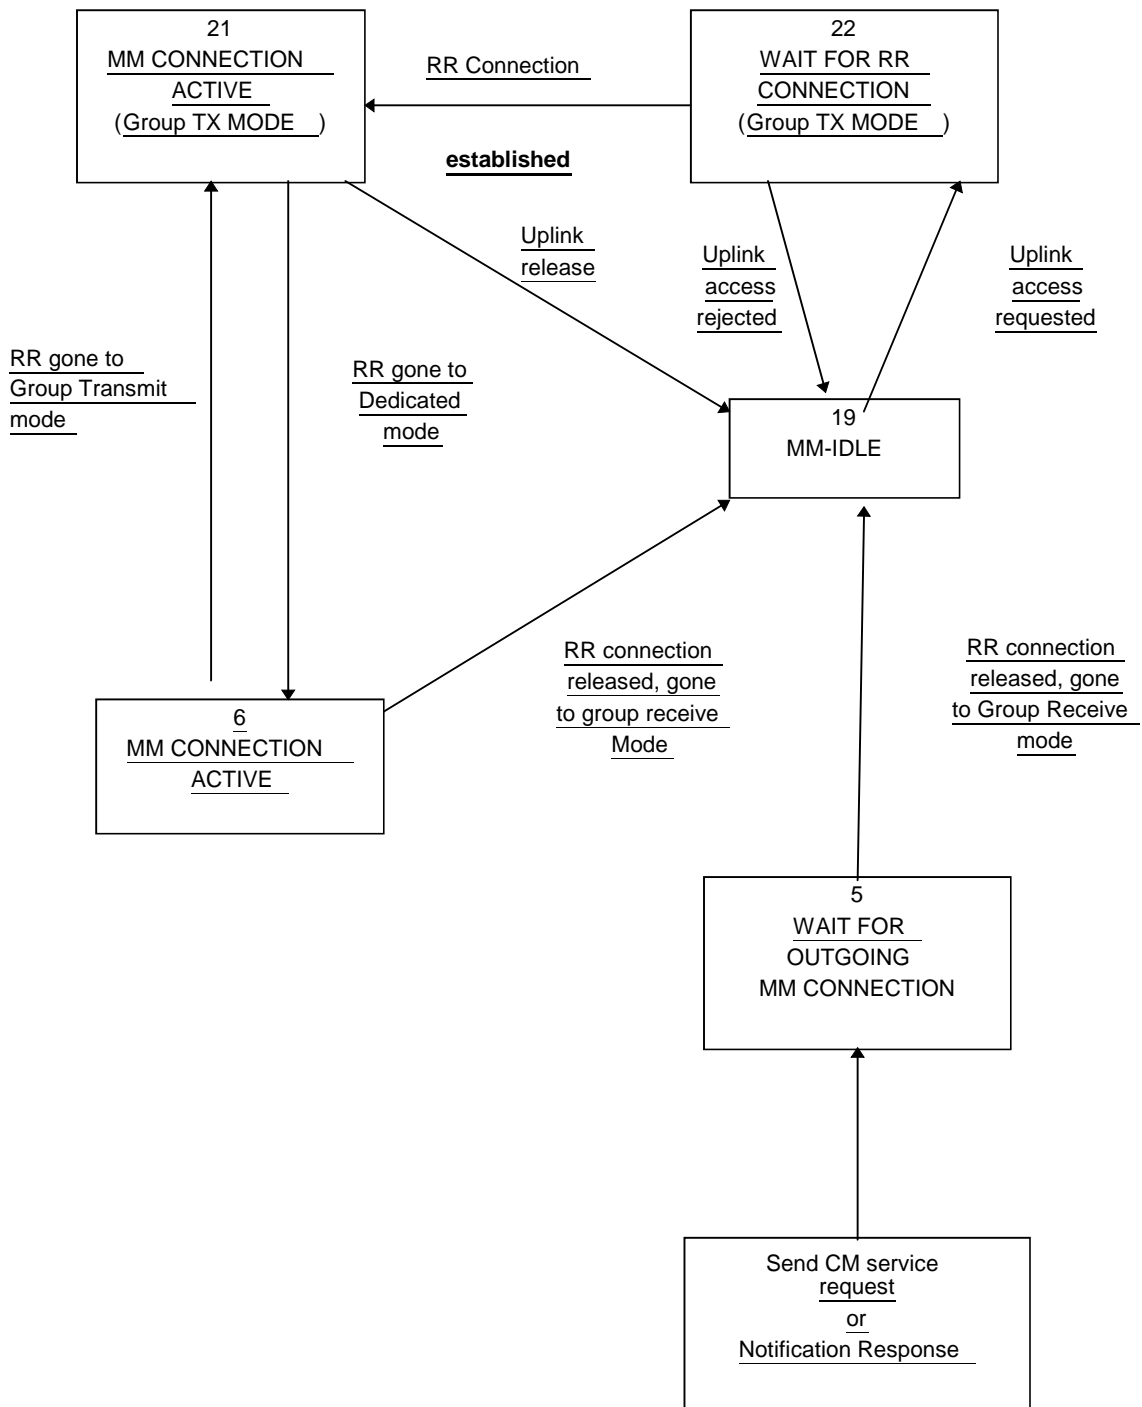 21
MM CONNECTION
ACTIVE
(Group TX MODE )
RR Connection
established
22
WAIT FOR RR
CONNECTION
(Group TX MODE )
Uplink
release
Uplink
access
rejected
Uplink
access
requested
RR gone to
Group Transmit
mode
RR gone to
Dedicated
mode
19
MM-IDLE
RR connection
released, gone
to group receive
Mode
RR connection
released, gone
to Group Receive
mode
6
MM CONNECTION
ACTIVE
5
WAIT FOR
OUTGOING
MM CONNECTION
Send CM service
request
or
Notification Response